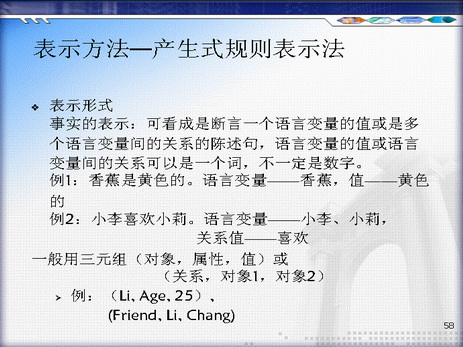 表示方法—产生式规则表示法
表示形式
事实的表示：可看成是断言一个语言变量的值或是多
个语言变量间的关系的陈述句，语言变量的值或语言
变量间的关系可以是一个词，不一定是数字。
例1：香蕉是黄色的。语言变量——香蕉，值——黄色
的
例2：小李喜欢小莉。语言变量——小李、小莉，
关系值——喜欢
一般用三元组（对象，属性，值）或
（关系，对象1，对象2）
例：（Li, Age, 25）、
(Friend, Li, Chang)
58